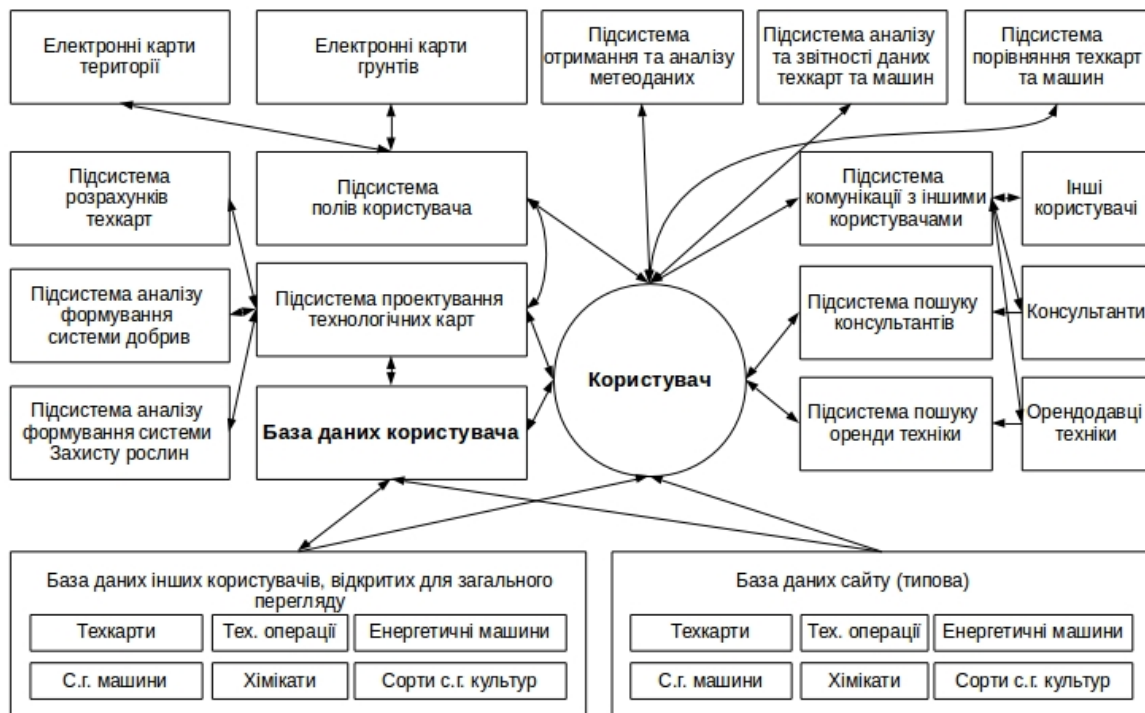 Електронні карти
території
Електронні карти
грунтів
Підсистема
отримання та аналізу
метеоданих
Підсистема аналізу
та звітності даних
техкарт та машин
Підсистема
порівняння техкарт
та машин
Підсистема
розрахунків
техкарт
Підсистема
полів користувача
Підсистема
комунікації з іншими
користувачами
Інші
користувачі
Підсистема аналізу
формування
системи добрив
Підсистема проектування
технологічних карт
Користувач
Підсистема пошуку
консультантів
Консультанти
Підсистема аналізу
формування системи
Захисту рослин
База даних користувача
Підсистема пошуку
оренди техніки
Орендодавці
техніки
База даних інших користувачів, відкритих для загального
перегляду
Техкарти
Тех. операції
Енергетичні машини
С.г. машини
Хімікати
Сорти с.г. культур
База даних сайту (типова)
Техкарти
Тех. операції
Енергетичні машини
С.г. машини
Хімікати
Сорти с.г. культур